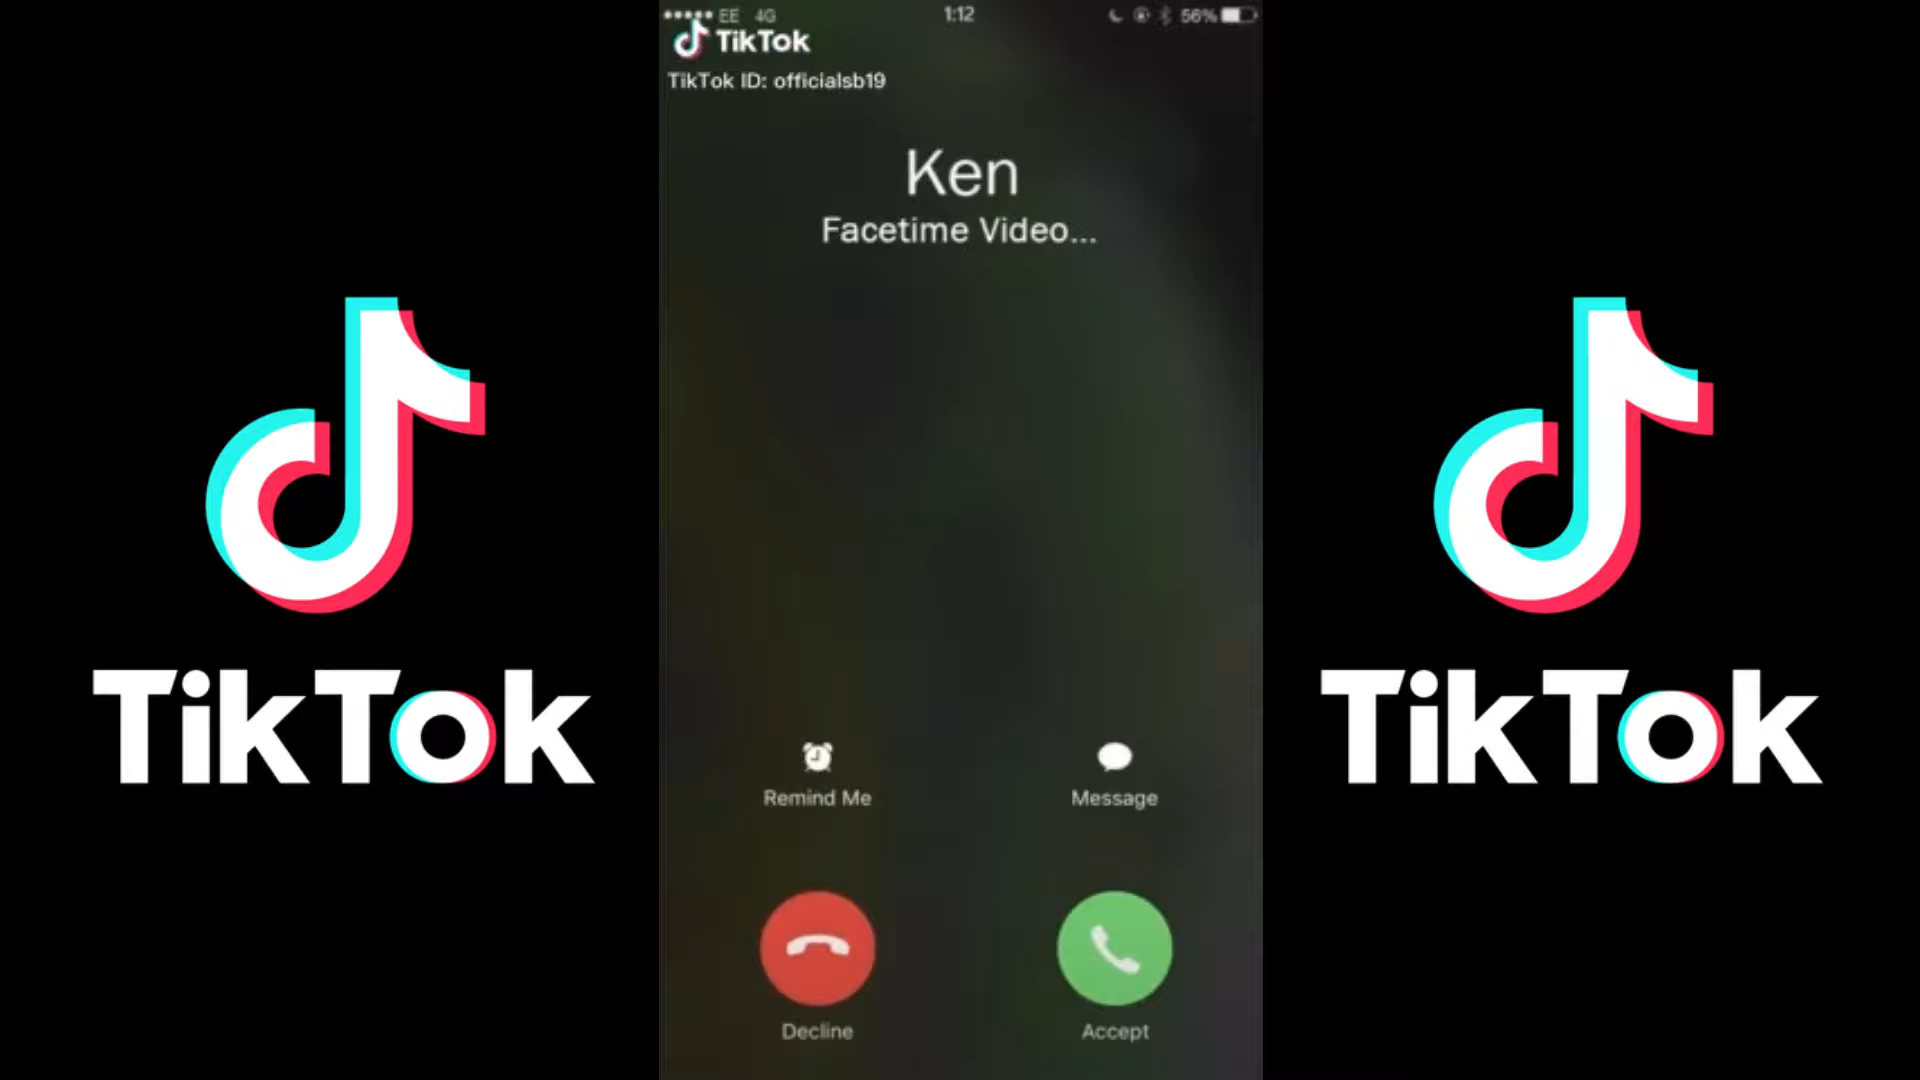 EE 4G 1:12 56%
TikTok
TikTok ID: officialsb19
Ken
Facetime Video...
TikTok
TikTok
Remind Me
Message
Decline
Accept